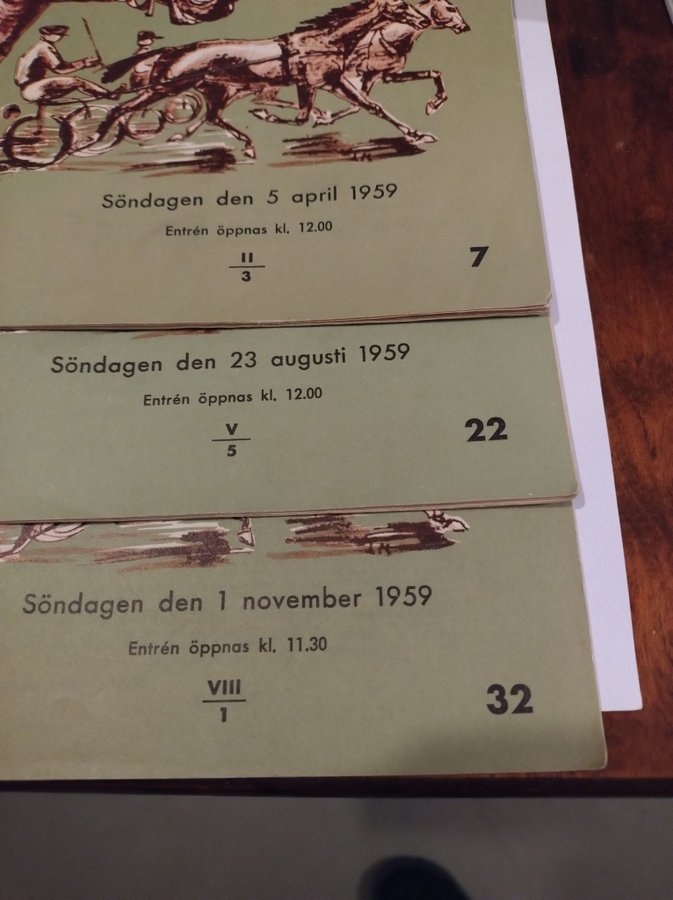 Söndagen den 5 april 1959
Entrén öppnas kl. 12.00
II
3
7
Söndagen den 23 augusti 1959
Entrén öppnas kl. 12.00
V
5
22
Söndagen den 1 november 1959
Entrén öppnas kl. 11.30
VIII
1
32